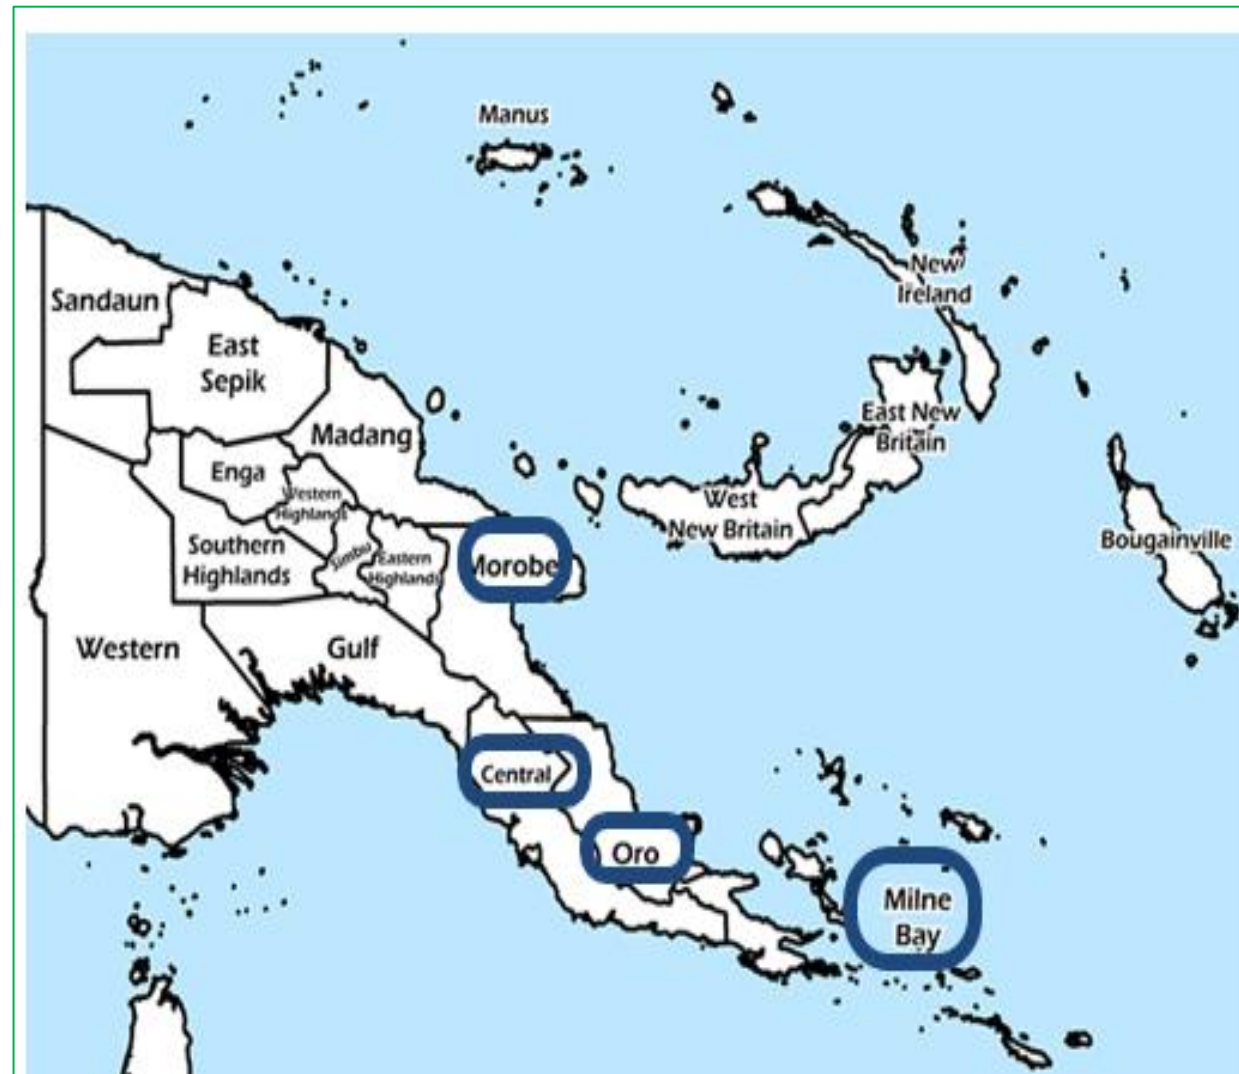 Manus
New
Ireland
Sandaun
East
Sepik
East New
Britain
Madang
Enga
Western
Highlands
West
New Britain
Southern
Highlands
Simbu
Eastern
Highlands
Morobe
Bougainville
Western
Gulf
Central
Oro
Milne
Bay